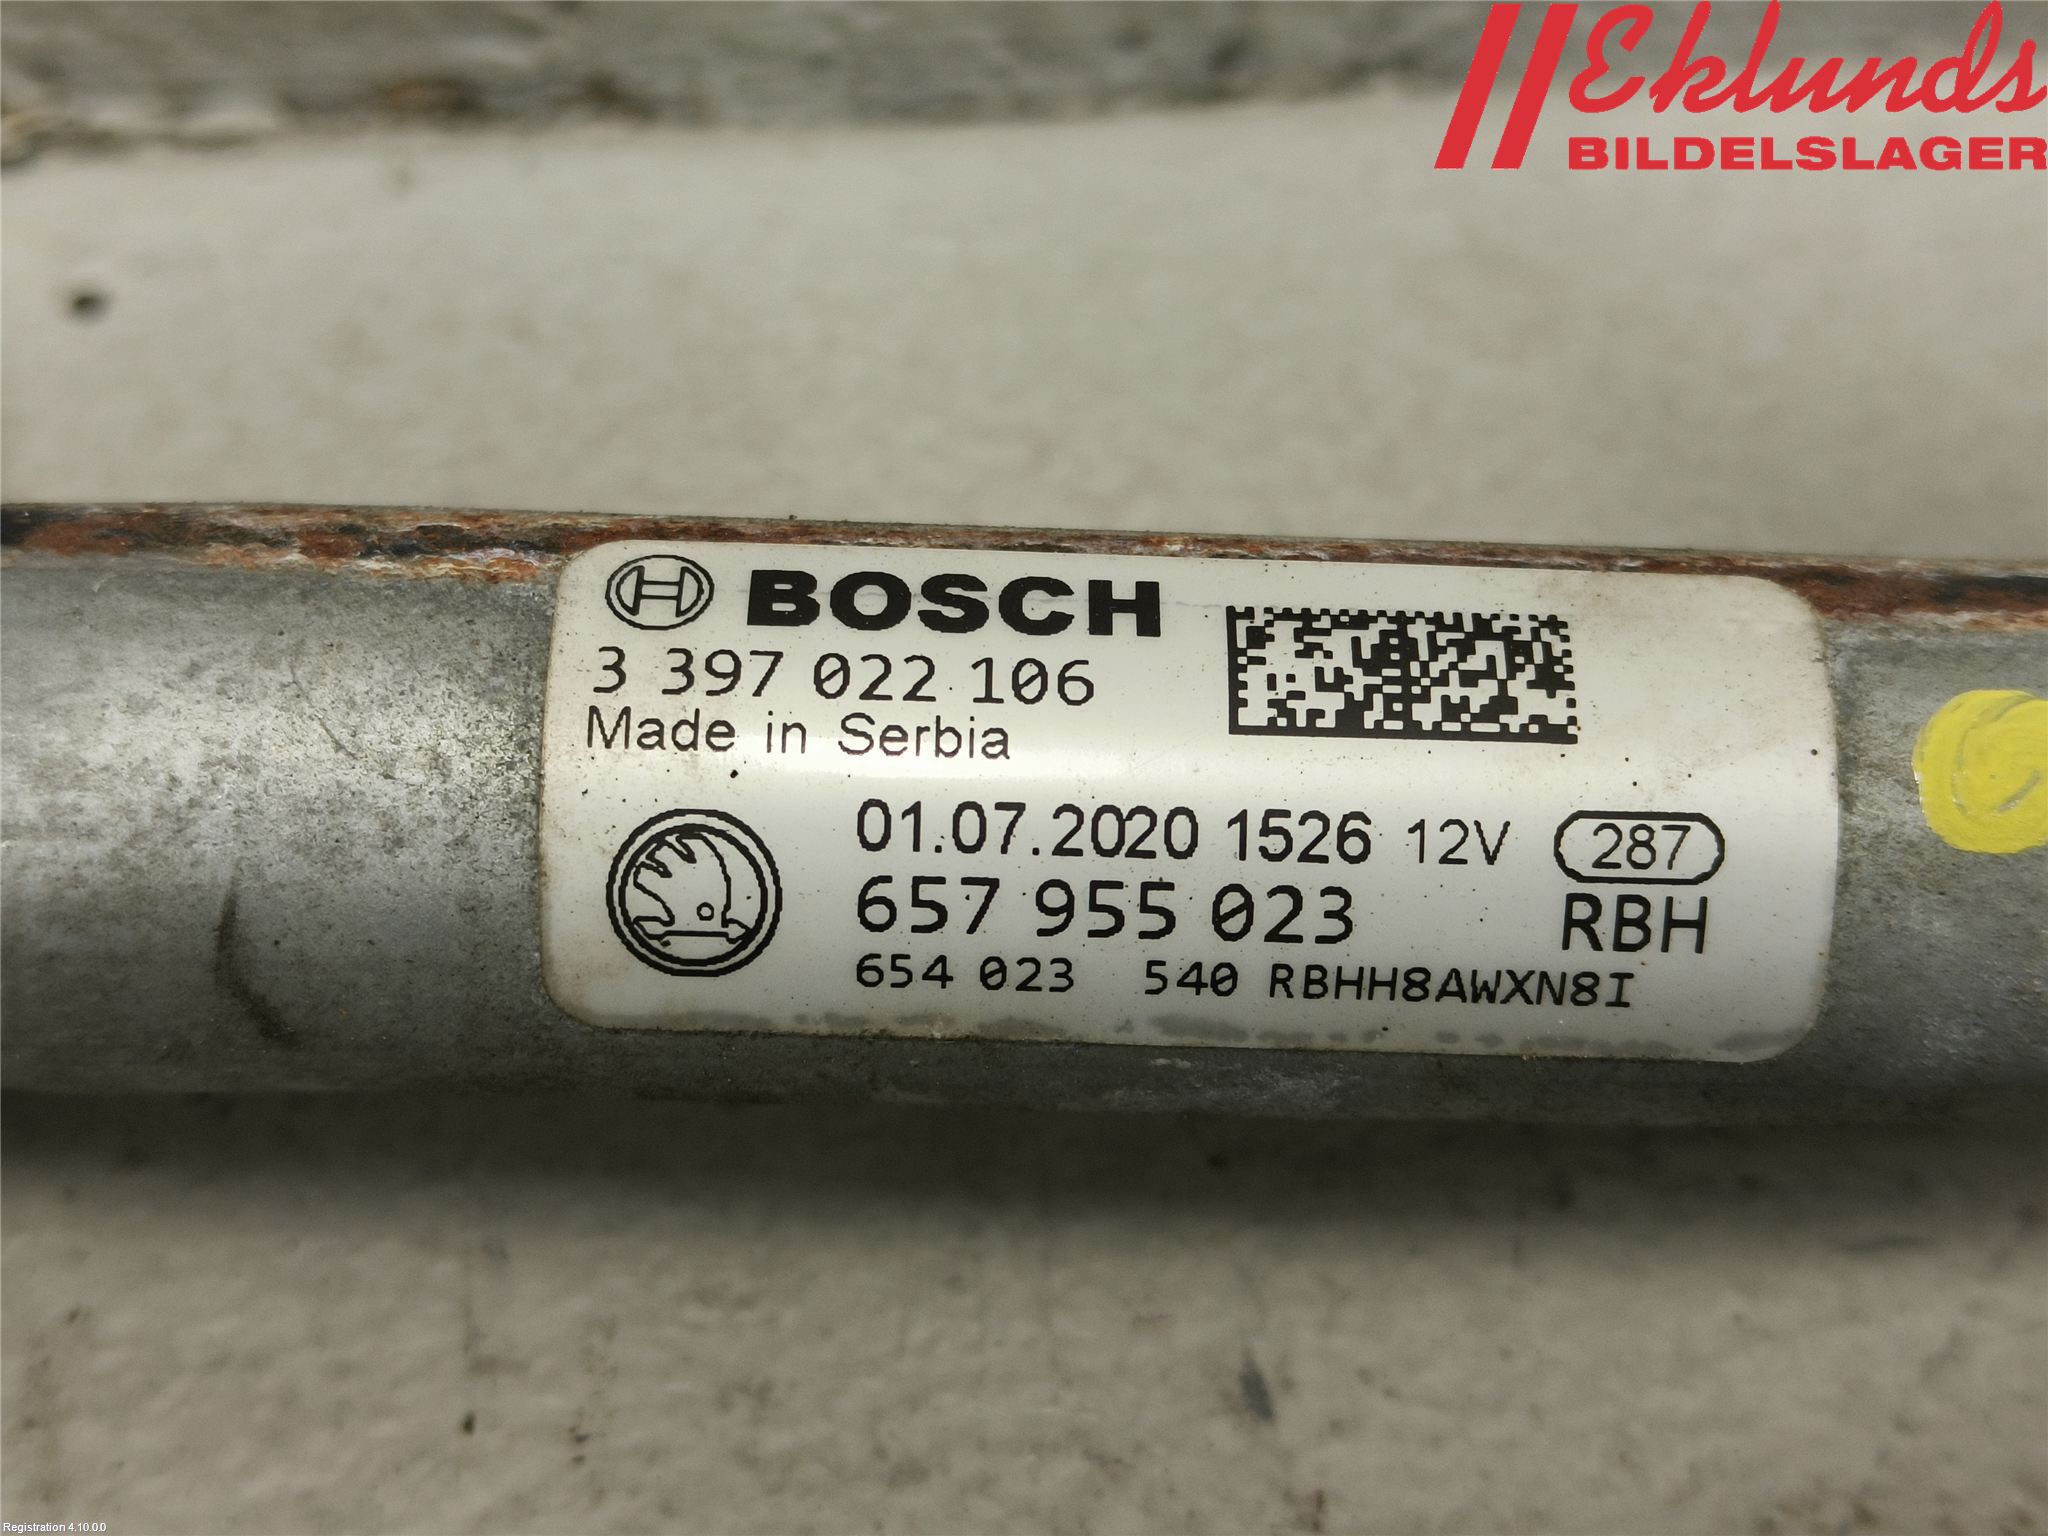 Eklunds
BILDELSLAGER
BOSCH
3 397 022 106
Made in Serbia
01.07.2020 1526 12V 287
657 955 023 RBH
654 023 540 RBHH8AWXN8I
Registration 4.10.0.0